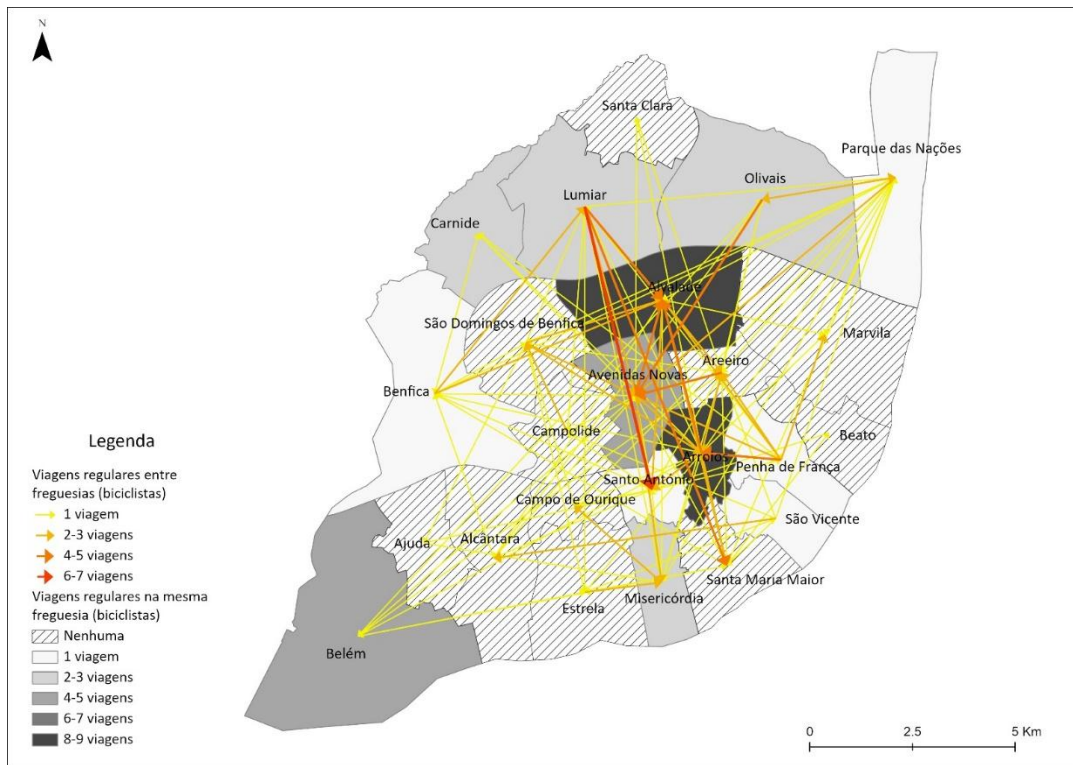 N
Santa Clara
Parque das Nações
Olivais
Lumiar
Carnide
Alvalade
São Domingos de Benfica
Marvila
Areeiro
Avenidas Novas
Benfica
Campolide
Beato
Arroios
Penha de França
Santo António
Campo de Ourique
São Vicente
Ajuda
Alcântara
Santa Maria Maior
Estrela
Misericórdia
Belém
Legenda
Viagens regulares entre
freguesias (biciclistas)
1 viagem
2-3 viagens
4-5 viagens
6-7 viagens
Viagens regulares na mesma
freguesia (biciclistas)
Nenhuma
1 viagem
2-3 viagens
4-5 viagens
6-7 viagens
8-9 viagens
0 2.5 5 Km